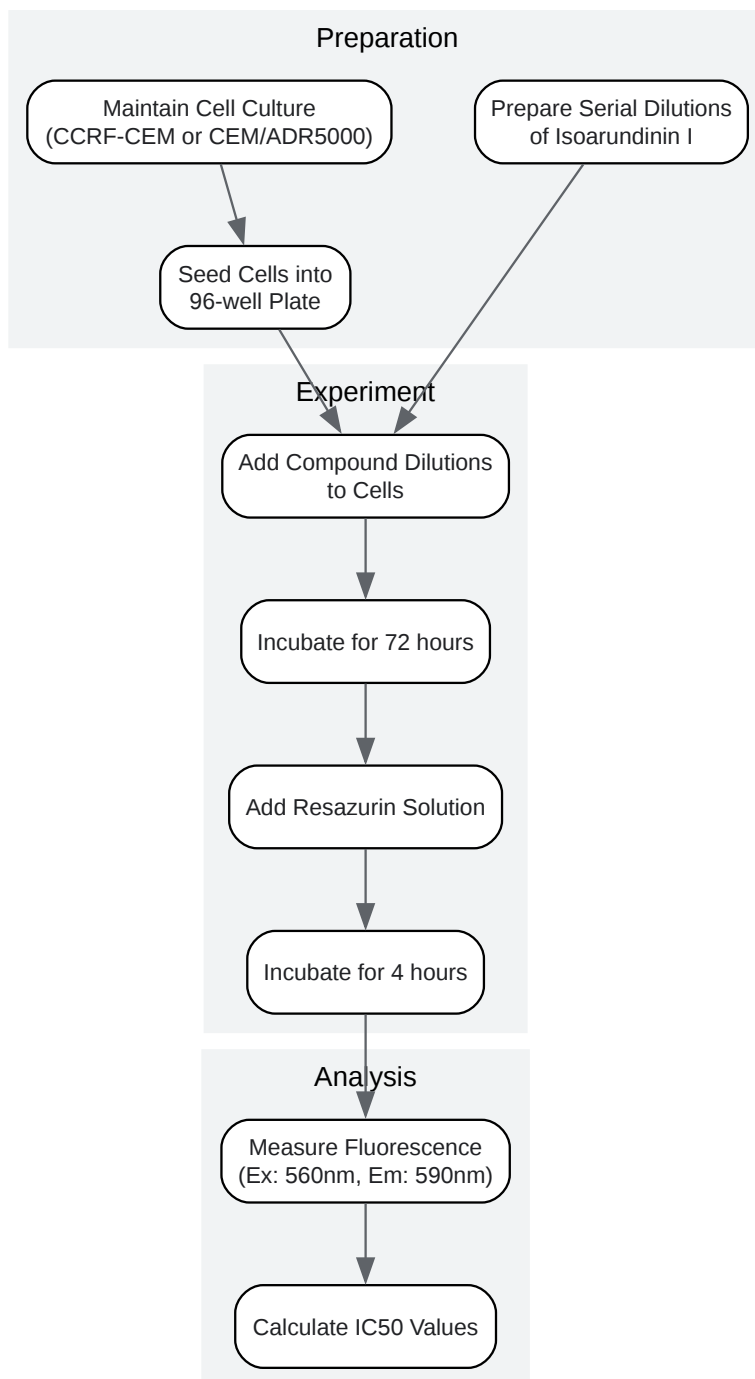 Preparation
Maintain Cell Culture
(CCRF-CEM or CEM/ADR5000)
Prepare Serial Dilutions
of Isoarundinin I
Seed Cells into
96-well Plate
Experiment
Add Compound Dilutions
to Cells
Incubate for 72 hours
Add Resazurin Solution
Incubate for 4 hours
Analysis
Measure Fluorescence
(Ex: 560nm, Em: 590nm)
Calculate IC50 Values